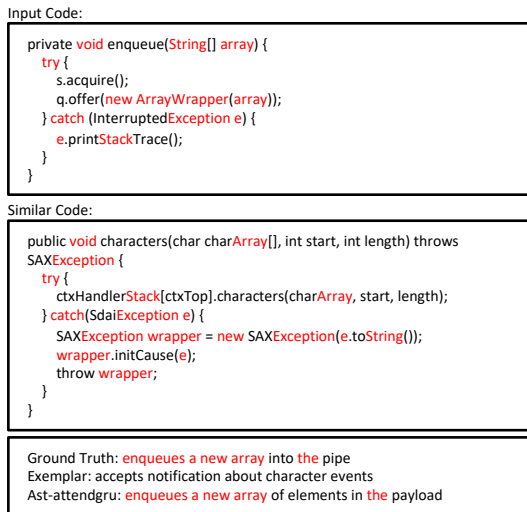 Input Code:
private void enqueue(String[] array) {
try {
s.acquire();
q.offer(new ArrayWrapper(array));
} catch (InterruptedException e) {
e.printStackTrace();
}
}
Similar Code:
public void characters(char charArray[], int start, int length) throws
SAXException {
try {
ctxHandlerStack[ctxTop].characters(charArray, start, length);
} catch(SdaiException e) {
SAXException wrapper = new SAXException(e.toString());
wrapper.initCause(e);
throw wrapper;
}
}
Ground Truth: enqueues a new array into the pipe
Exemplar: accepts notification about character events
Ast-attendgru: enqueues a new array of elements in the payload